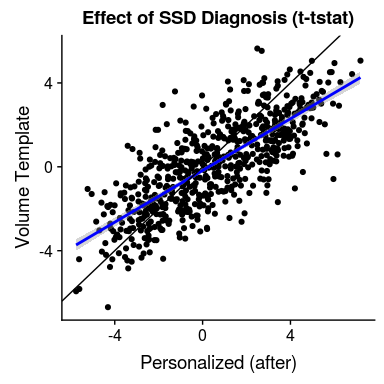 Effect of SSD Diagnosis (t-tstat)
Volume Template
4
0
-4
-4
0
4
Personalized (after)